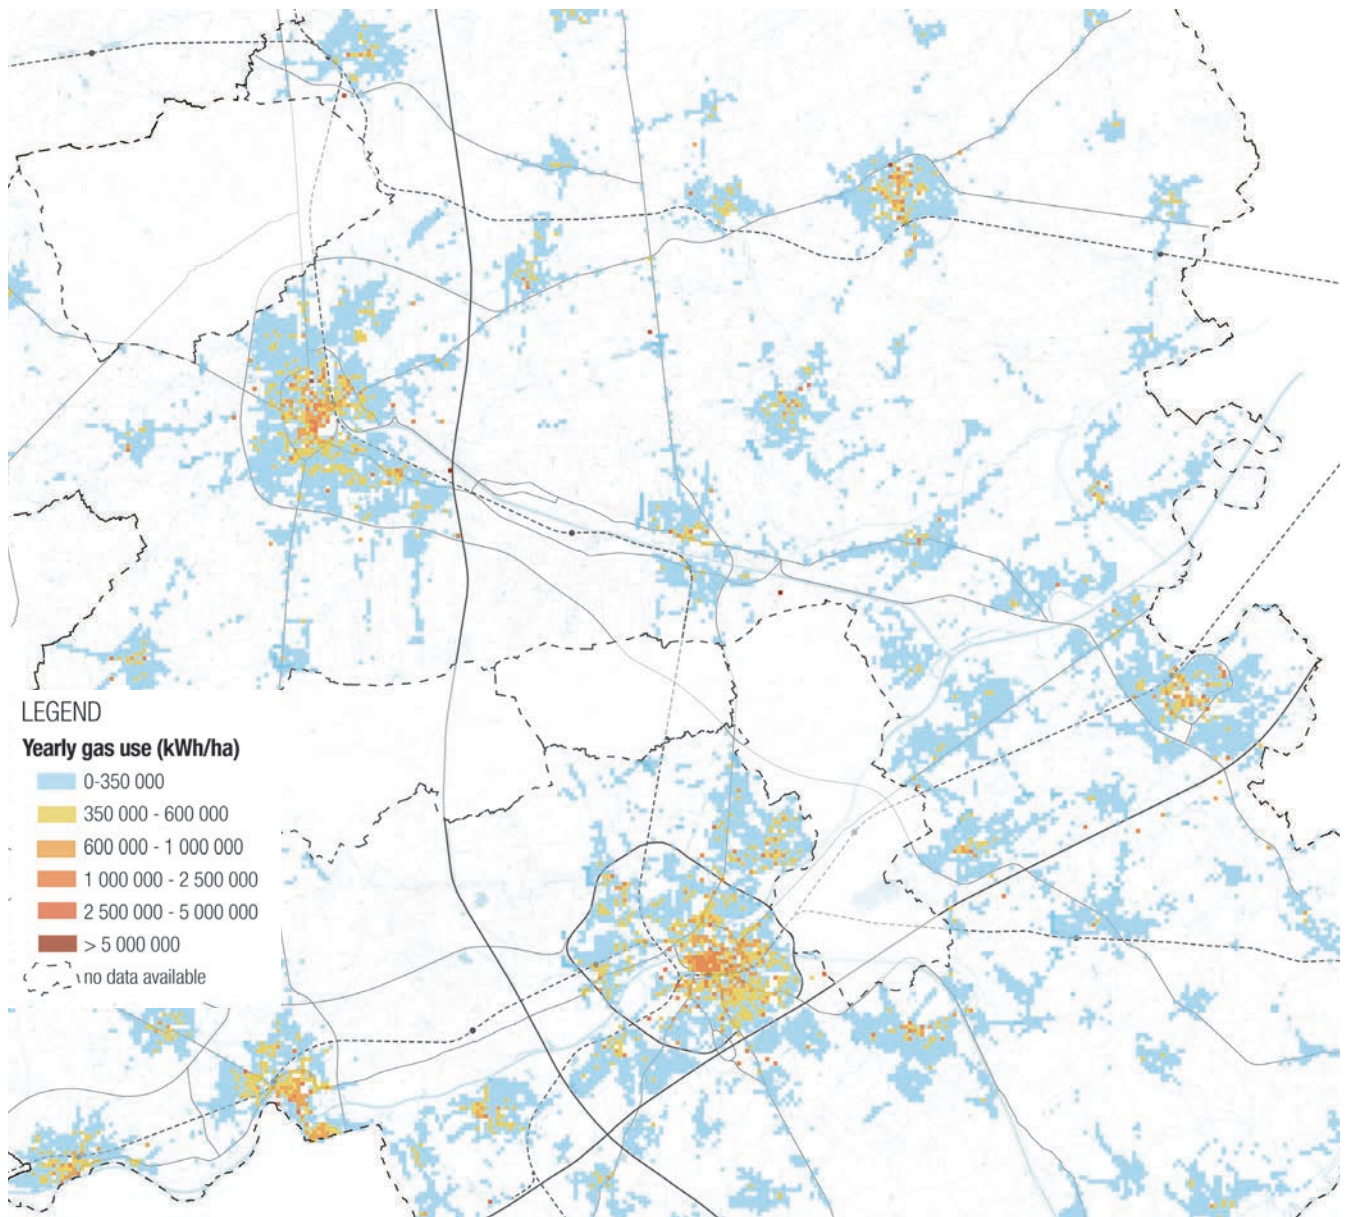 LEGEND
Yearly gas use (kWh/ha)
0-350 000
350 000 - 600 000
600 000 - 1 000 000
1 000 000 - 2 500 000
2 500 000 - 5 000 000
> 5 000 000
no data available